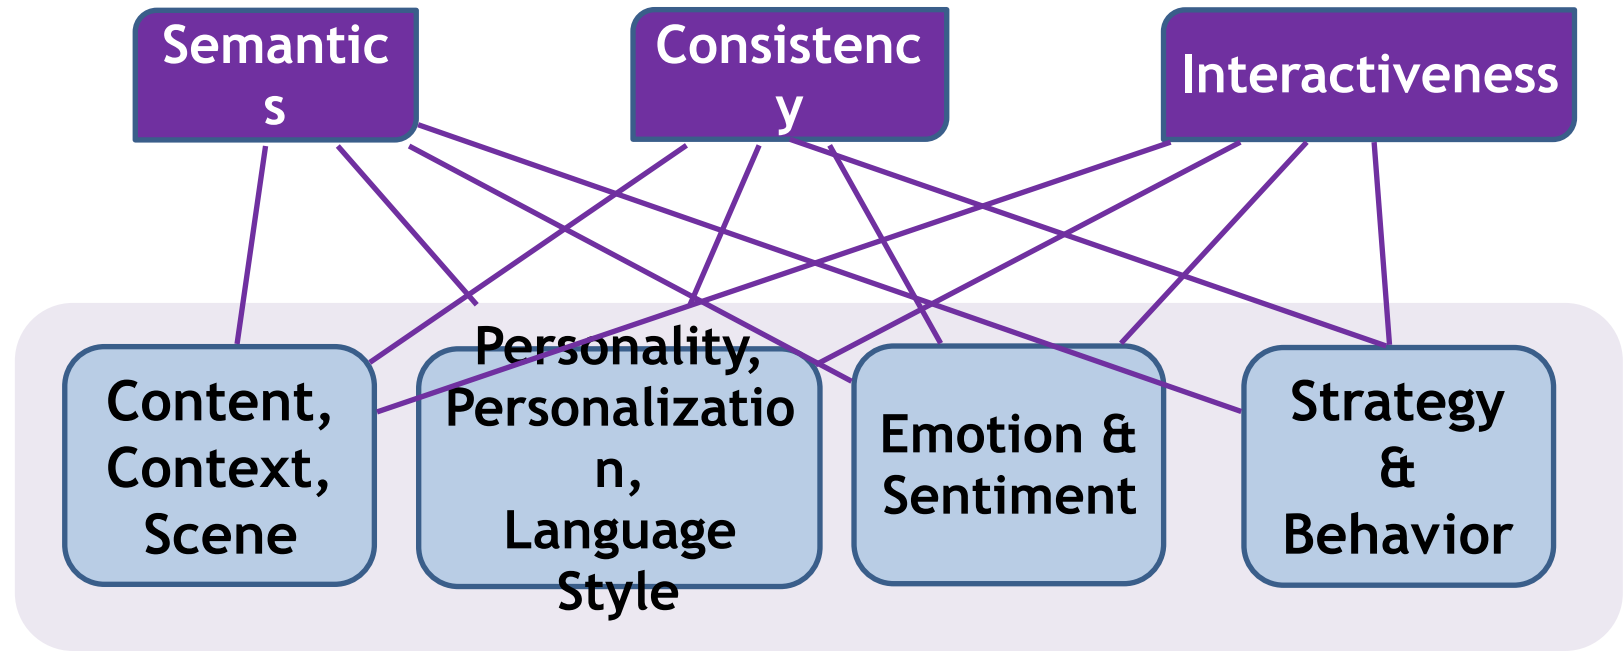 Semantic
s
Consistenc
y
Interactiveness
Content,
Context,
Scene
Personality,
Personalizatio
n,
Language
Style
Emotion &
Sentiment
Strategy
&
Behavior